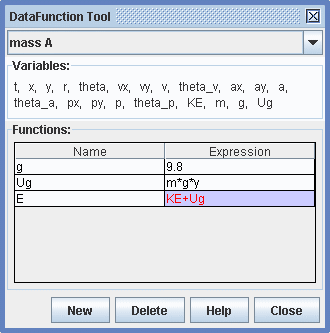 DataFunction Tool
mass A
Variables:
t, x, y, r, theta, vx, vy, v, theta_v, ax, ay, a,
theta_a, px, py, p, theta_p, KE, m, g, Ug
Functions:
Name Expression
g 9.8
Ug m*g*y
E KE+Ug
New Delete Help Close